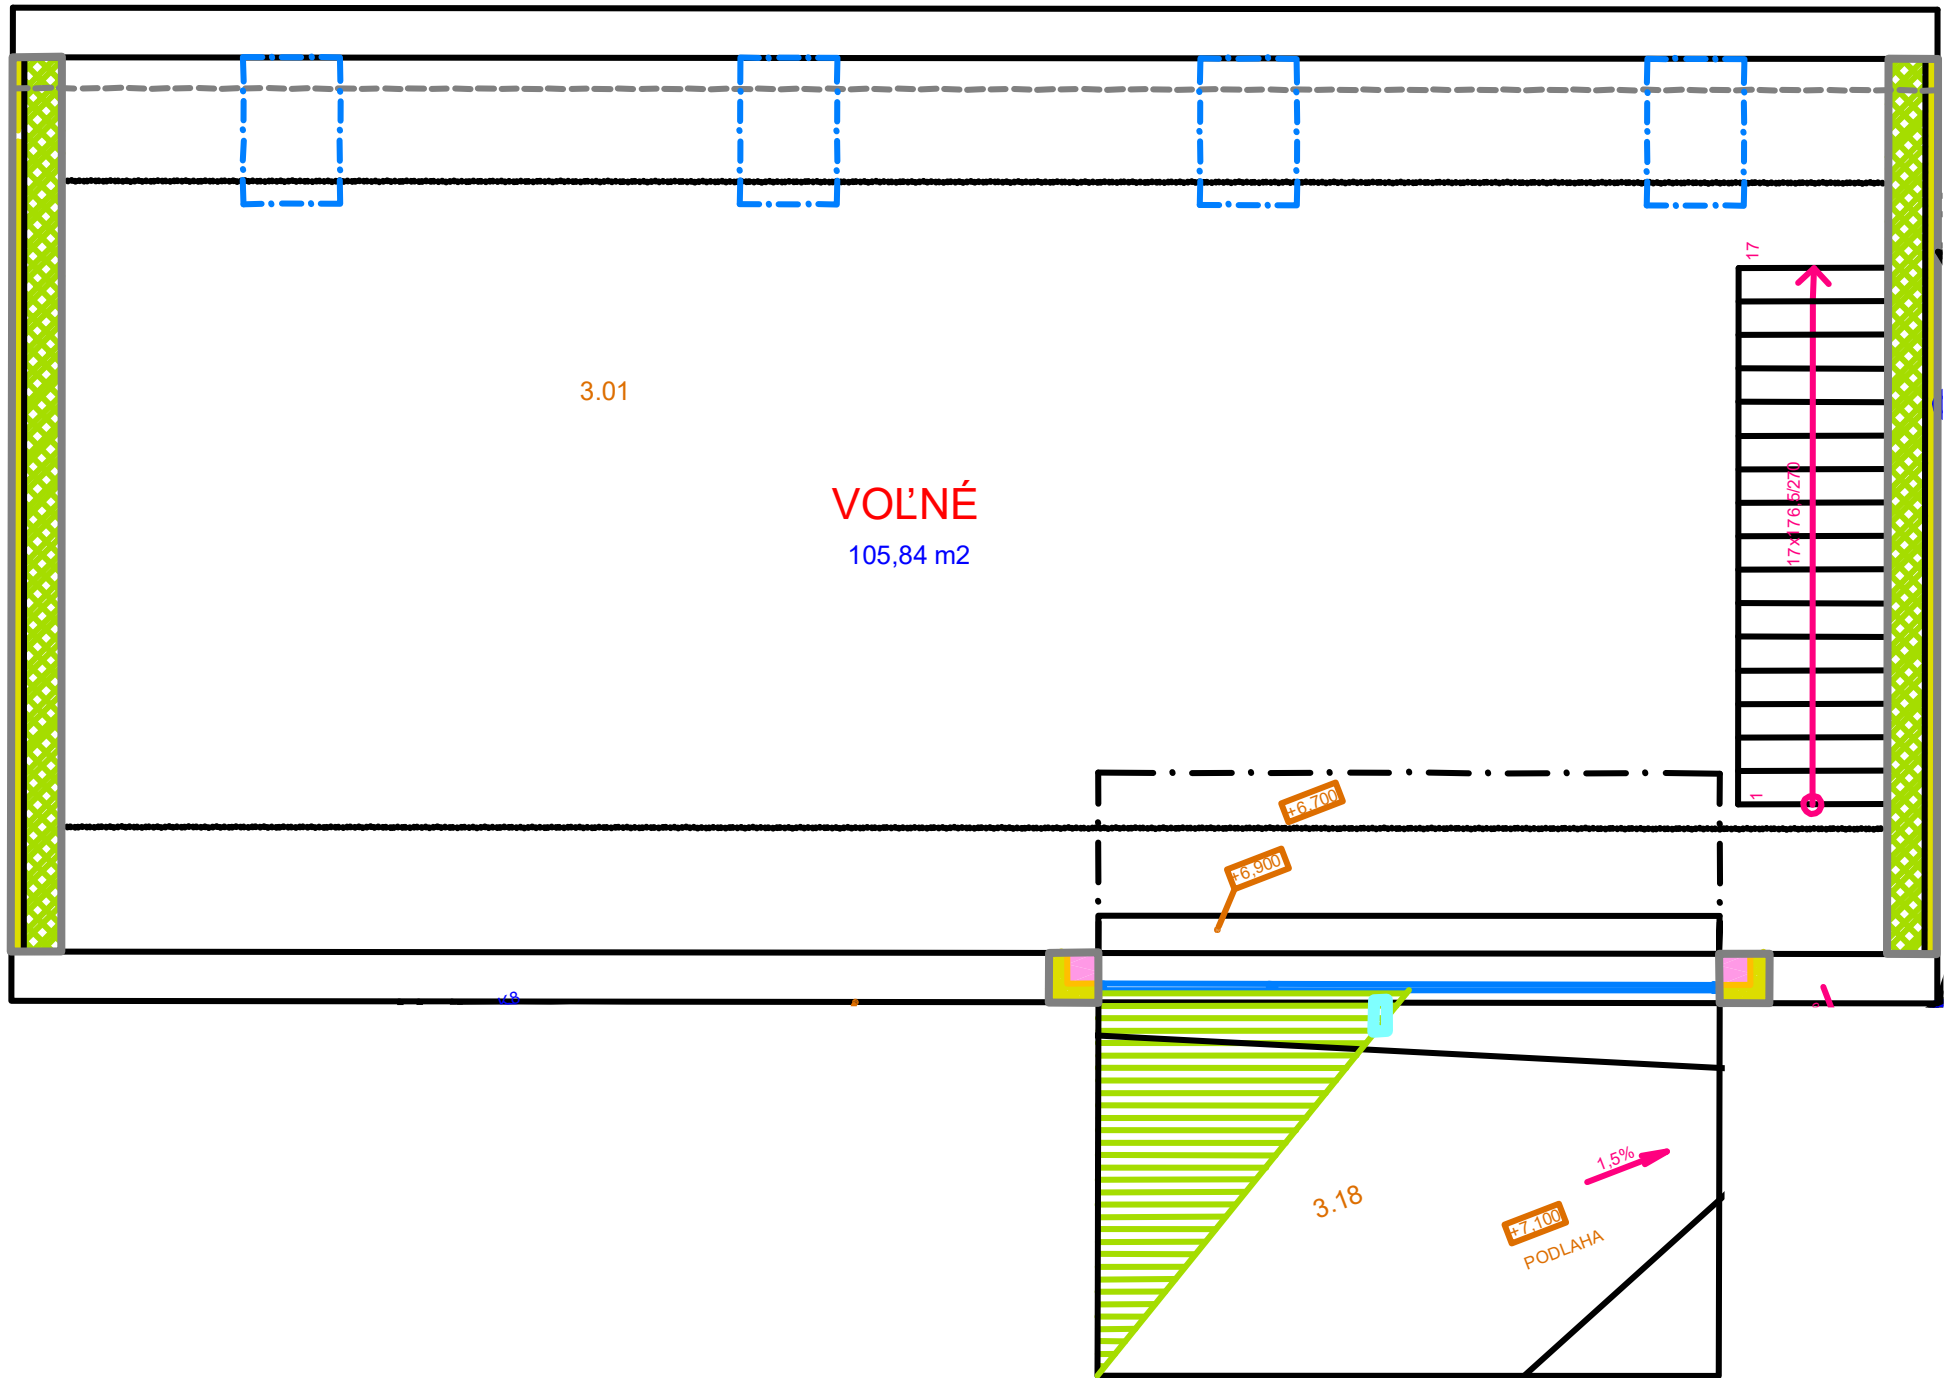 17
3.01
17x176,5/270
VOĽNÉ
105,84 m2
1
+6,700
+6,900
1,5%
3.18
+7,100
PODLAHA